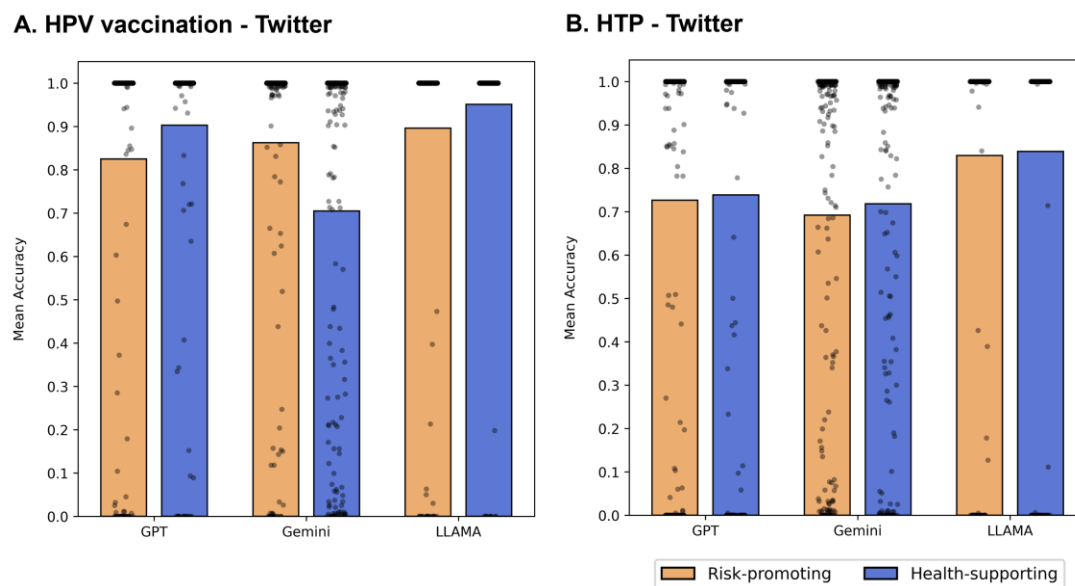 A. HPV vaccination - Twitter
1.0
0.9
0.8
0.7
0.6
0.5
0.4
0.3
0.2
0.1
0.0
Mean Accuracy
GPT
Gemini
LLAMA
B. HTP - Twitter
1.0
0.9
0.8
0.7
0.6
0.5
0.4
0.3
0.2
0.1
0.0
Mean Accuracy
GPT
Gemini
LLAMA
Risk-promoting
Health-supporting